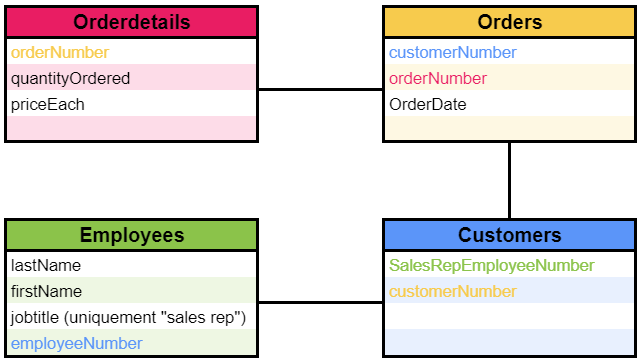 Orderdetails
orderNumber
quantityOrdered
priceEach
Orders
customerNumber
orderNumber
OrderDate
Employees
lastName
firstName
jobtitle (uniquement "sales rep")
employeeNumber
Customers
SalesRepEmployeeNumber
customerNumber